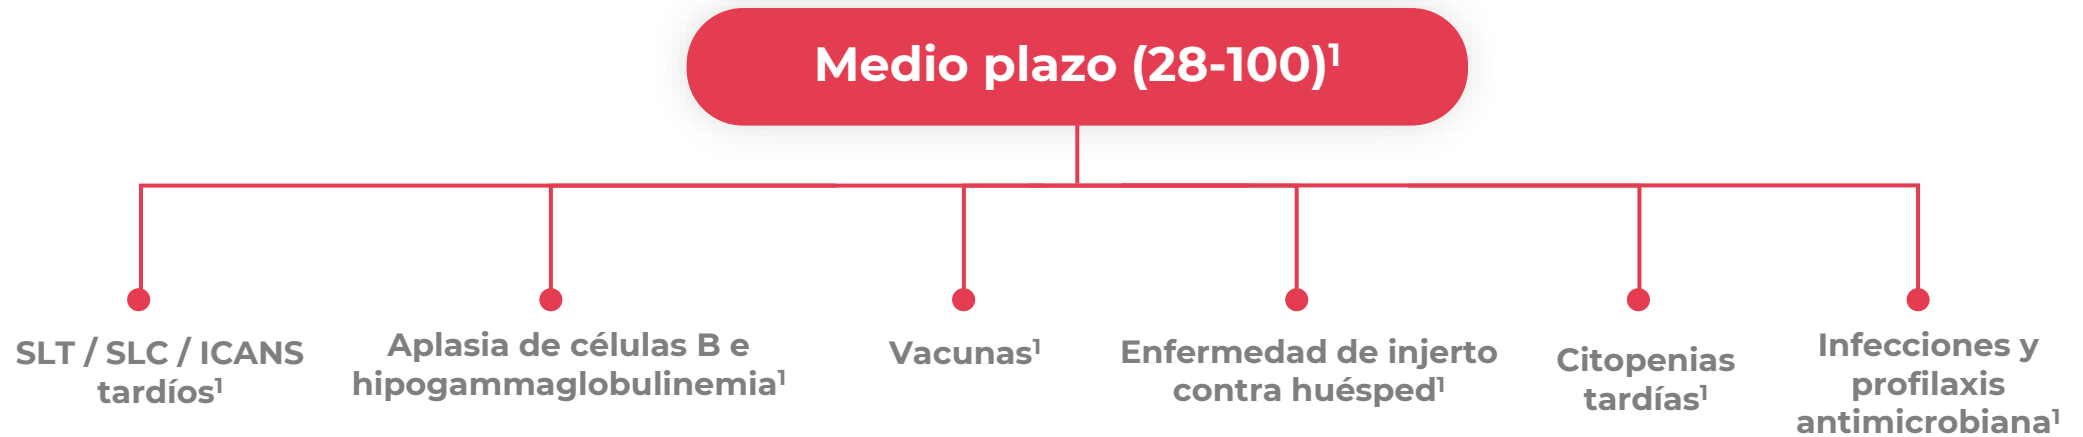 Medio plazo (28-100)¹
SLT / SLC / ICANS
tardíos¹
Aplasia de células B e
hipogammaglobulinemia¹
Vacunas¹
Enfermedad de injerto
contra huésped¹
Citopenias
tardías¹
Infecciones y
profilaxis
antimicrobiana¹